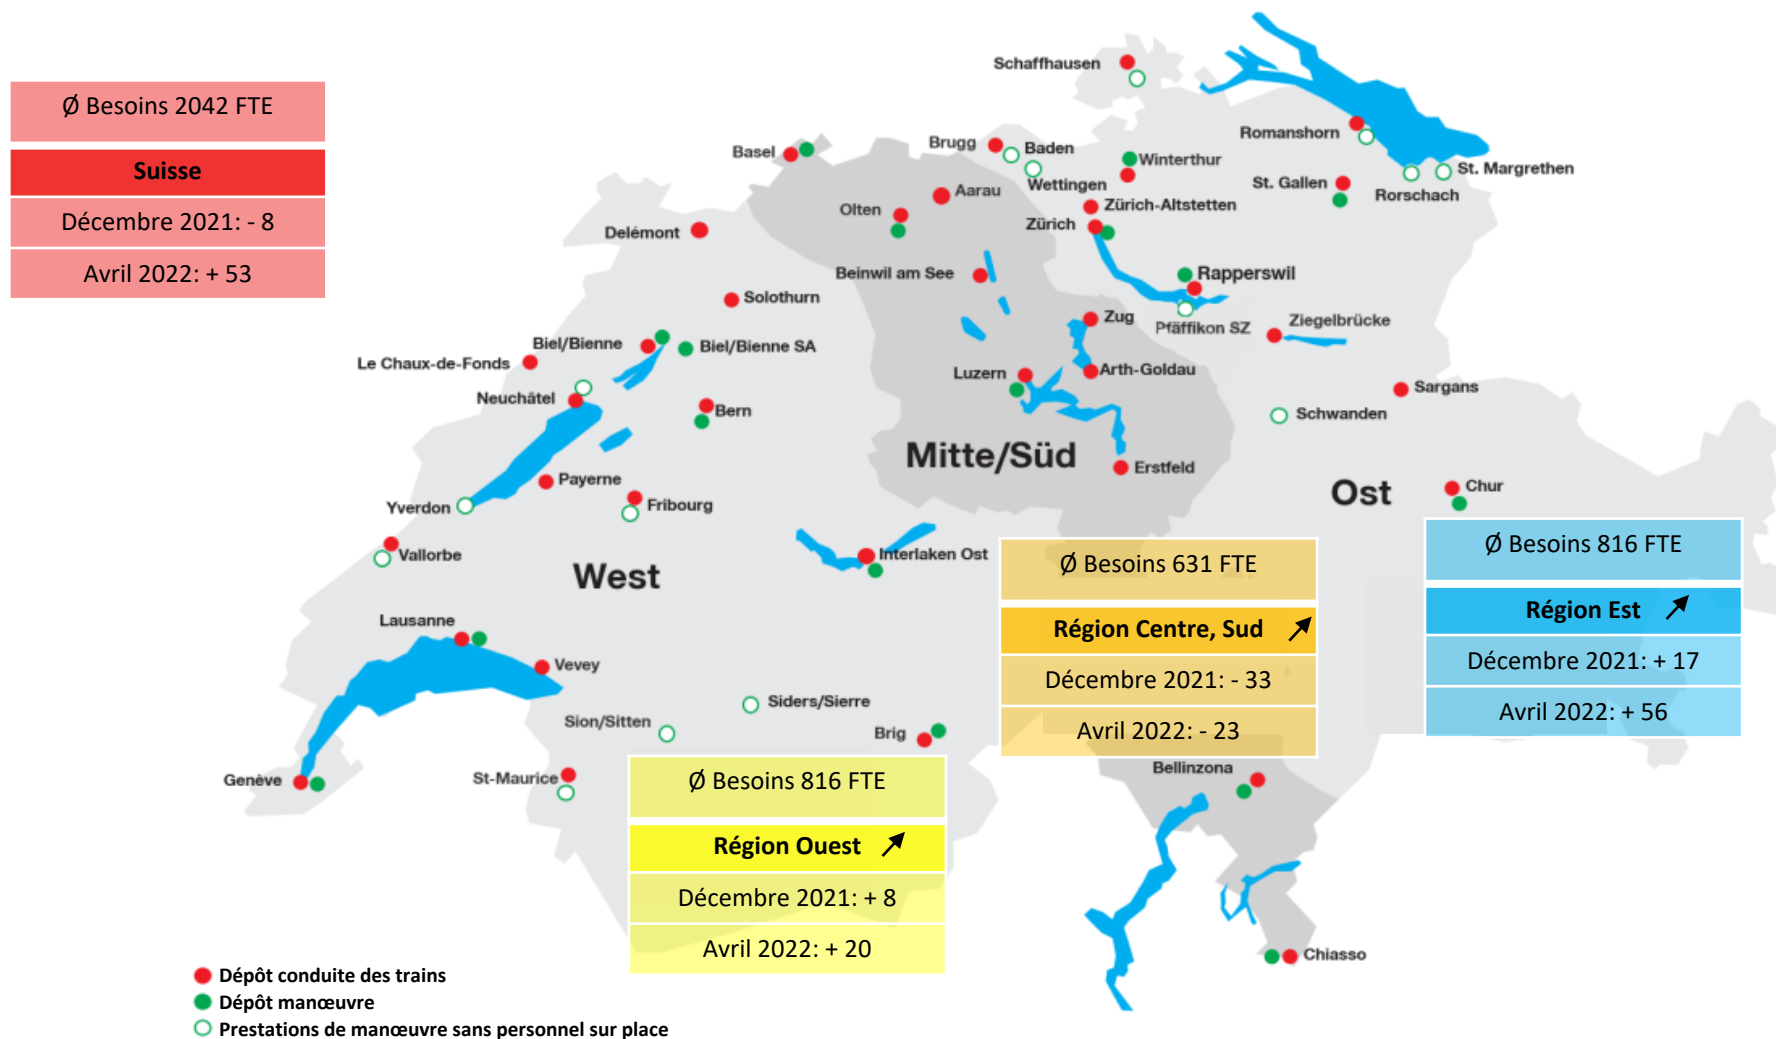 Schaffhausen
Ø Besoins 2042 FTE
Suisse
Décembre 2021: - 8
Avril 2022: + 53
Romanshorn
Brugg
Baden
Basel
Winterthur
Wettingen
St. Margrethen
St. Gallen
Rorschach
Aarau
Olten
Zürich-Altstetten
Zürich
Delémont
Beinwil am See
Rapperswil
Solothurn
Zug
Pfäffikon SZ
Ziegelbrücke
Biel/Bienne
Biel/Bienne SA
Le Chaux-de-Fonds
Luzern
Arth-Goldau
Sargans
Neuchâtel
Bern
Schwanden
Mitte/Süd
Erstfeld
Payerne
Ost
Chur
Yverdon
Fribourg
Vallorbe
Interlaken Ost
West
Ø Besoins 631 FTE
Région Centre, Sud
Décembre 2021: - 33
Avril 2022: - 23
Ø Besoins 816 FTE
Région Est
Décembre 2021: + 17
Avril 2022: + 56
Lausanne
Vevey
Siders/Sierre
Sion/Sitten
Brig
Genève
St-Maurice
Bellinzona
Ø Besoins 816 FTE
Région Ouest
Décembre 2021: + 8
Avril 2022: + 20
Chiasso
Dépôt conduite des trains
Dépôt manœuvre
Prestations de manœuvre sans personnel sur place